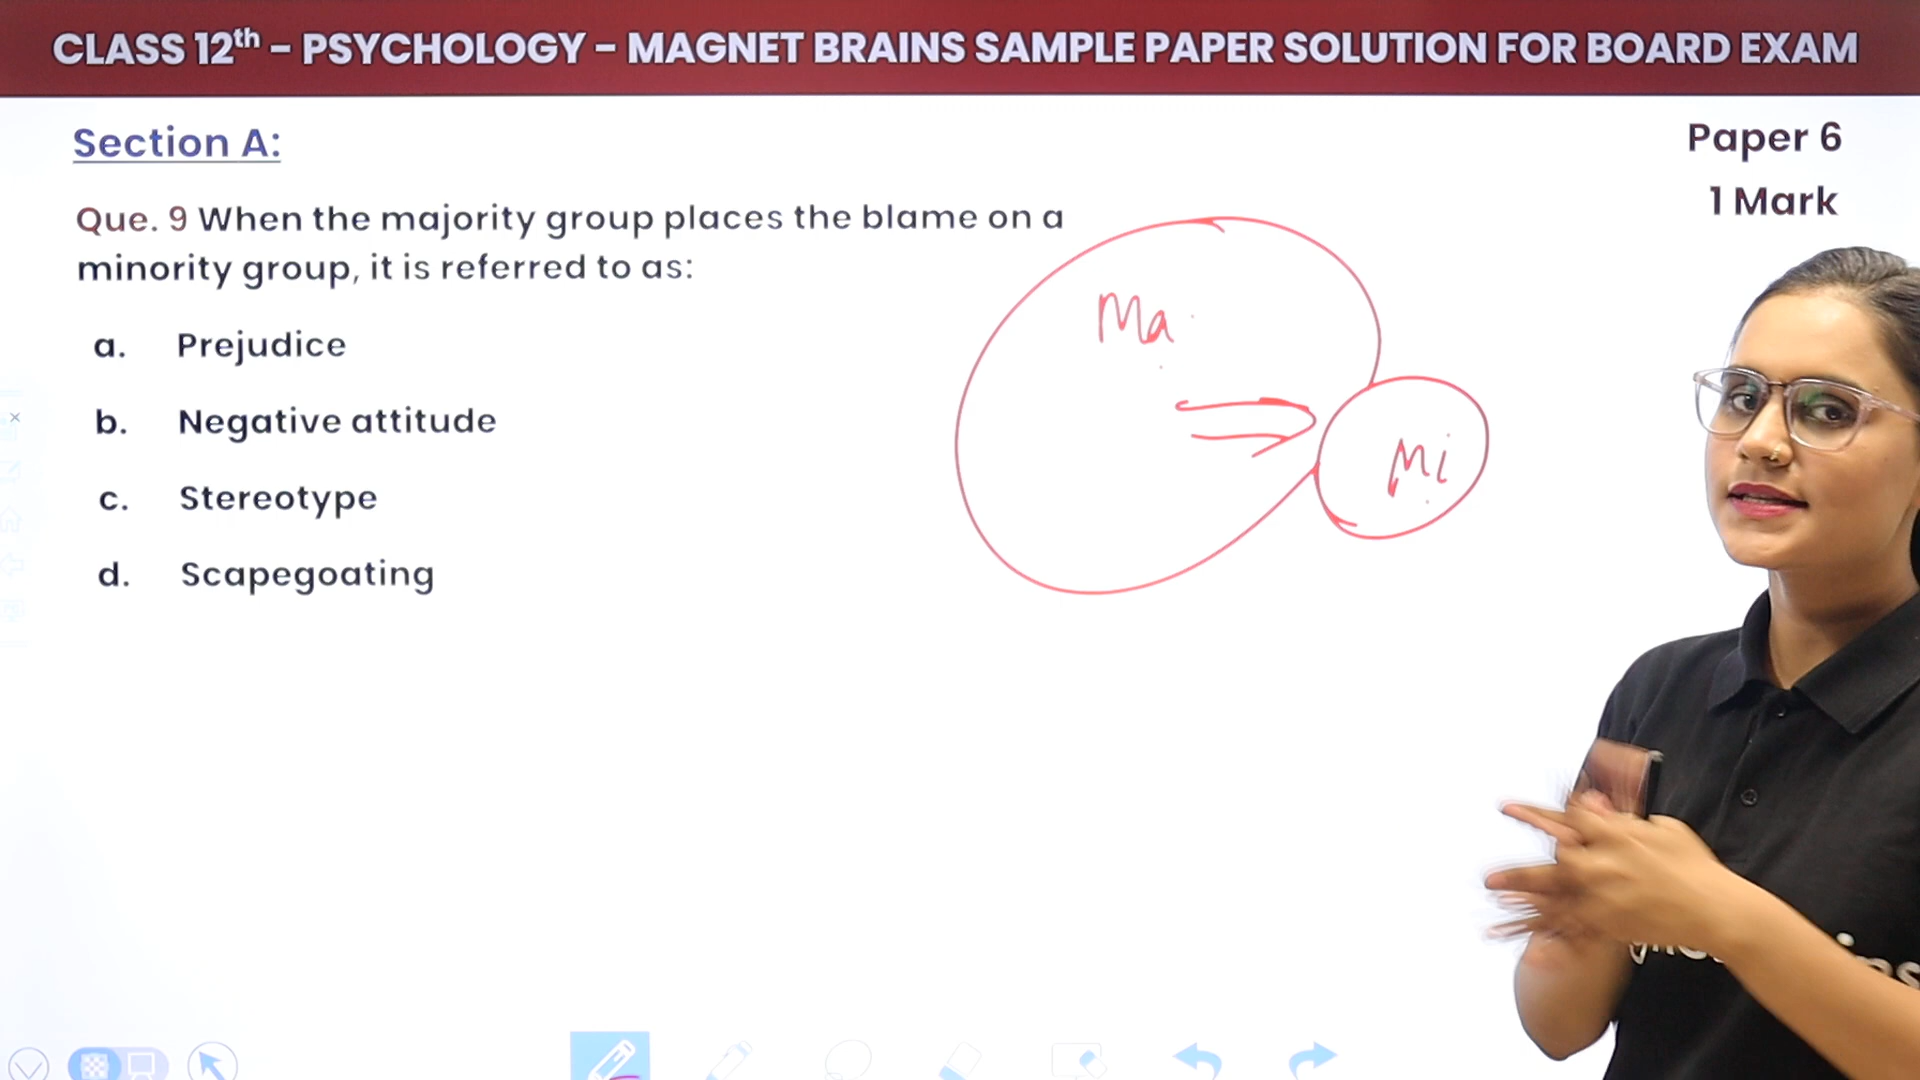 CLASS 12th – PSYCHOLOGY – MAGNET BRAINS SAMPLE PAPER SOLUTION FOR BOARD EXAM
Section A:
Paper 6
1 Mark
Que. 9 When the majority group places the blame on a
minority group, it is referred to as:
a. Prejudice
b. Negative attitude
c. Stereotype
d. Scapegoating
Ma
Mi